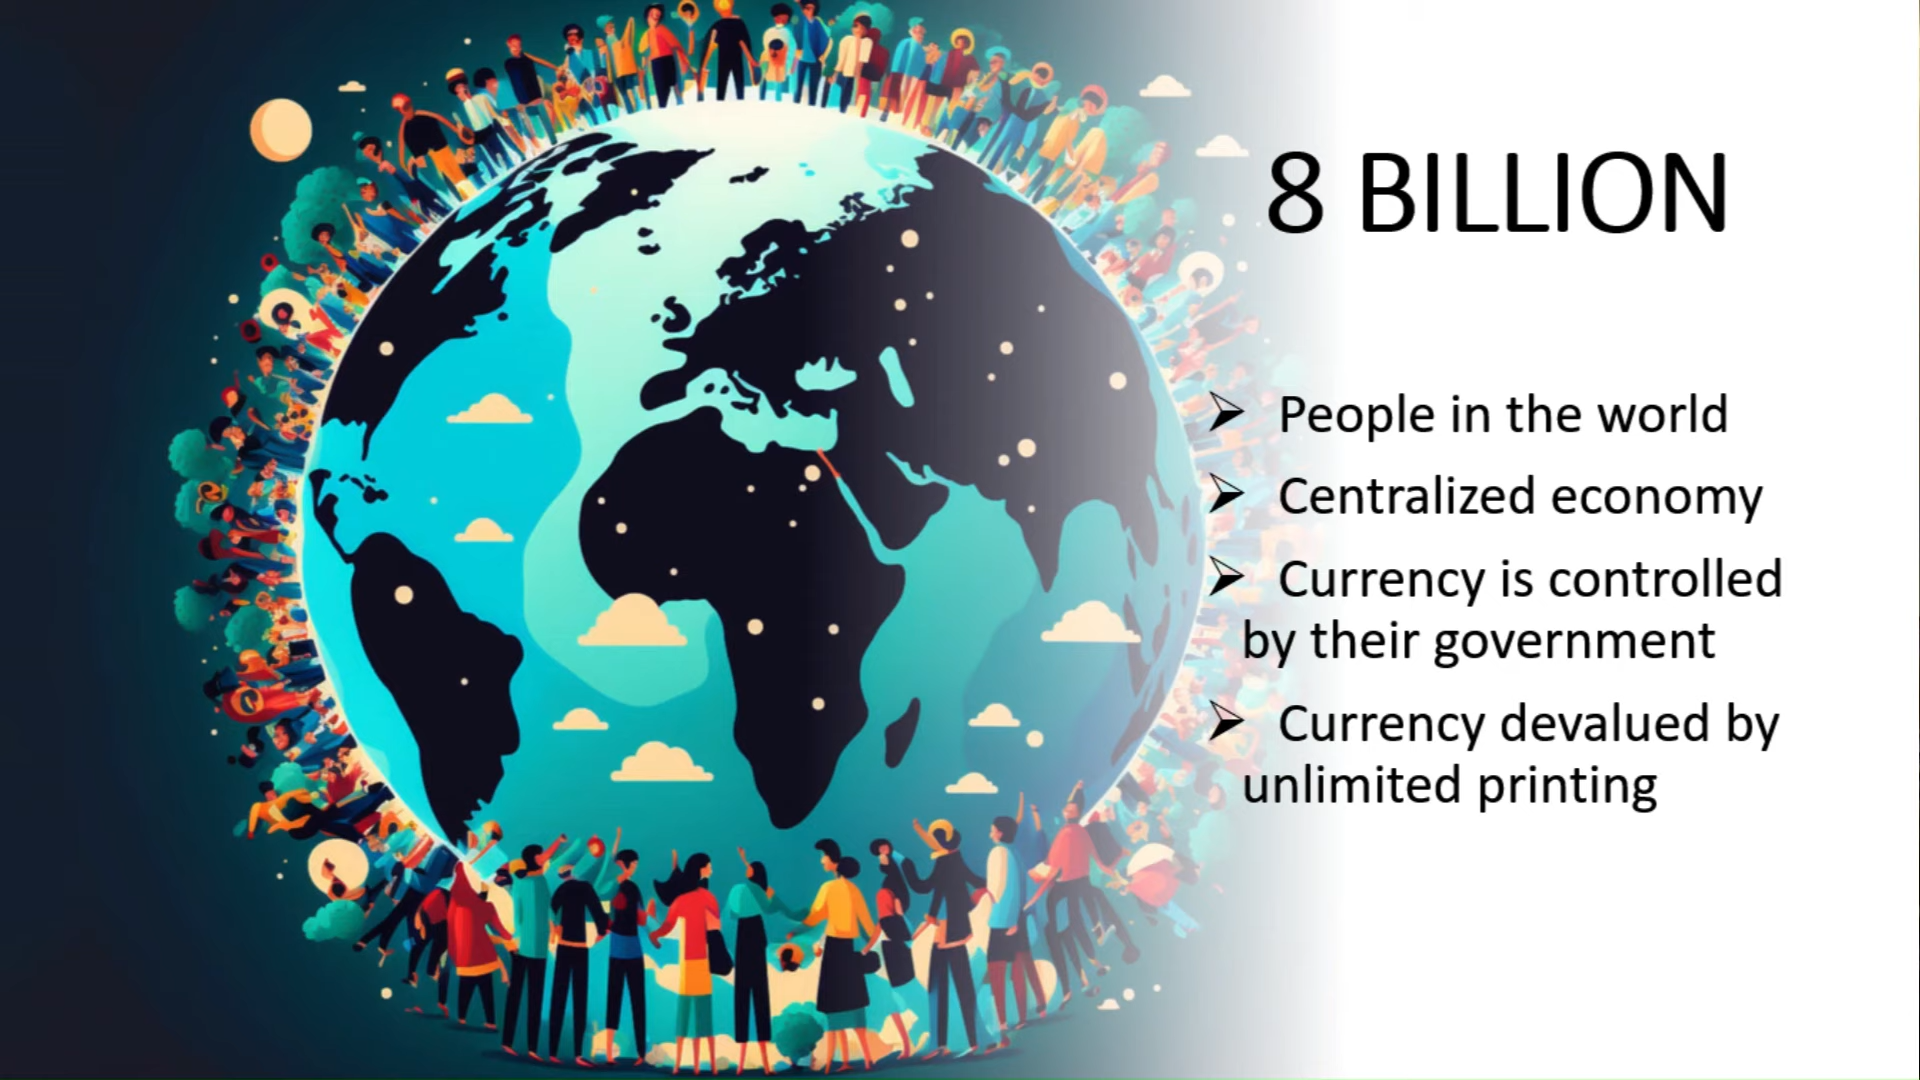 8 BILLION
➢ People in the world
➢ Centralized economy
➢ Currency is controlled
by their government
➢ Currency devalued by
unlimited printing